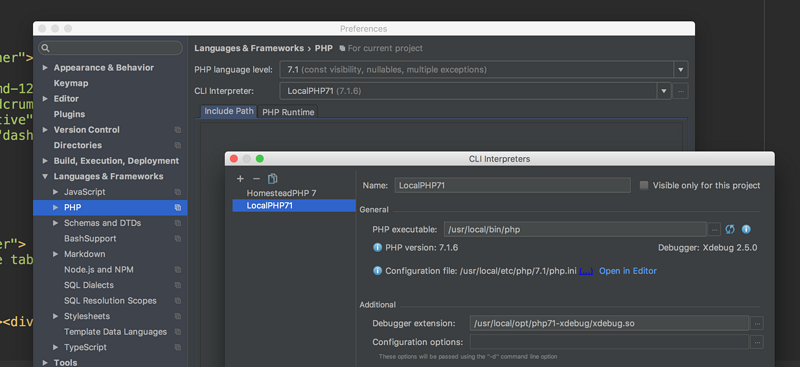 Preferences
Languages & Frameworks › PHP For current project
Appearance & Behavior
Keymap
Editor
Plugins
Version Control
Directories
Build, Execution, Deployment
Languages & Frameworks
JavaScript
PHP
Schemas and DTDs
BashSupport
Markdown
Node.js and NPM
SQL Dialects
SQL Resolution Scopes
Stylesheets
Template Data Languages
TypeScript
Tools
PHP language level: 7.1 (const visibility, nullables, multiple exceptions)
CLI Interpreter: LocalPHP71 (7.1.6) ...
Include Path PHP Runtime
CLI Interpreters
HomesteadPHP 7
LocalPHP71
Name: LocalPHP71 Visible only for this project
General
PHP executable: /usr/local/bin/php ...
PHP version: 7.1.6 Debugger: Xdebug 2.5.0
Configuration file: /usr/local/etc/php/7.1/php.ini (...) Open in Editor
Additional
Debugger extension: /usr/local/opt/php71-xdebug/xdebug.so ...
Configuration options: ...
These options will be passed using the "-d" command line option
ner">
md-12
dcrum
tive"
"dash
er">
e tab
><div